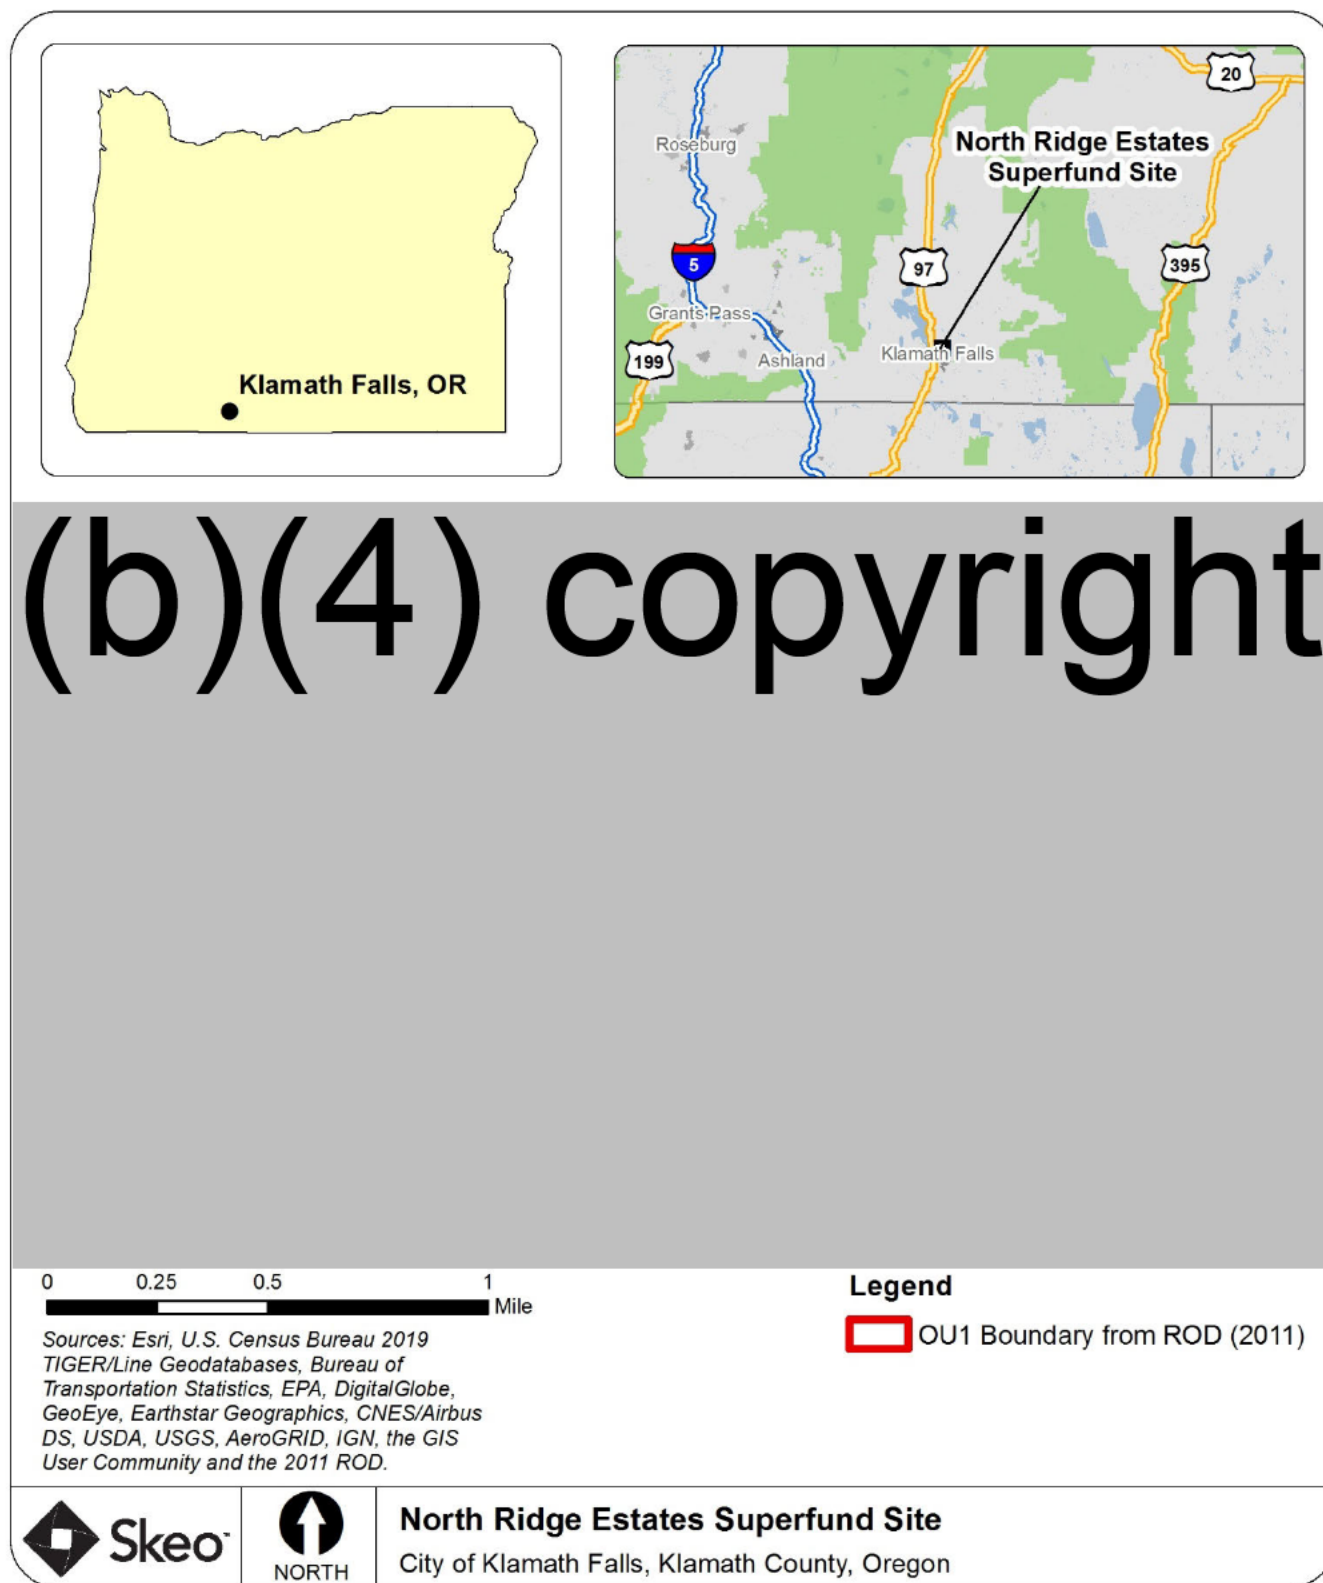 Klamath Falls, OR
20
Roseburg
North Ridge Estates
Superfund Site
5
97
395
Grants Pass
199
Ashland
Klamath Falls
(b)(4) copyright
0 0.25 0.5 1
Mile
Sources: Esri, U.S. Census Bureau 2019
TIGER/Line Geodatabases, Bureau of
Transportation Statistics, EPA, DigitalGlobe,
GeoEye, Earthstar Geographics, CNES/Airbus
DS, USDA, USGS, AeroGRID, IGN, the GIS
User Community and the 2011 ROD.
Legend
OU1 Boundary from ROD (2011)
Skeo
NORTH
North Ridge Estates Superfund Site
City of Klamath Falls, Klamath County, Oregon